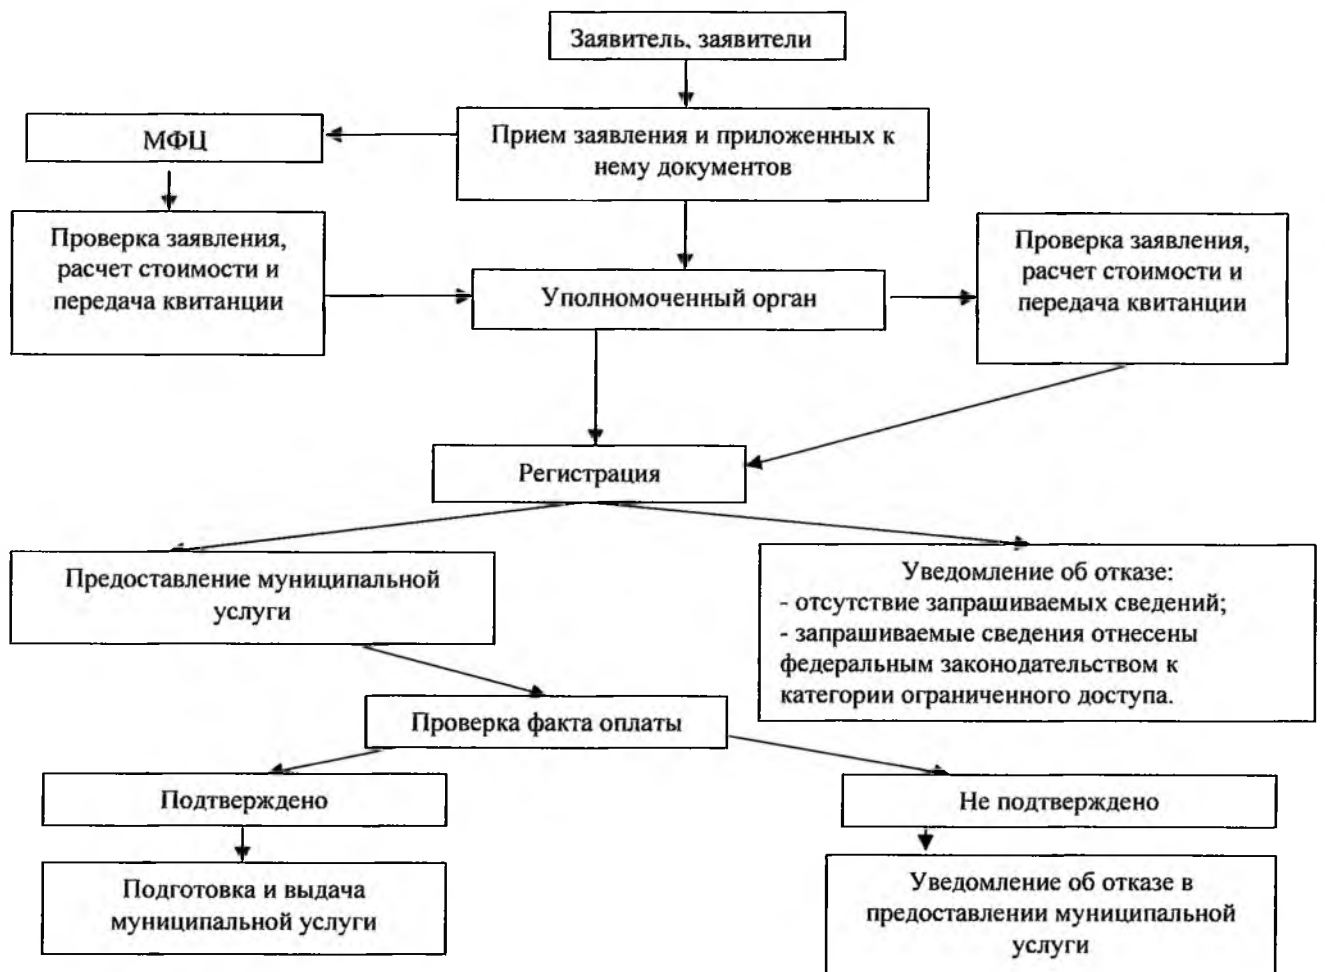 Заявитель, заявители
МФЦ
Прием заявления и приложенных к
нему документов
Проверка заявления,
расчет стоимости и
передача квитанции
Уполномоченный орган
Проверка заявления,
расчет стоимости и
передача квитанции
Регистрация
Предоставление муниципальной
услуги
Уведомление об отказе:
- отсутствие запрашиваемых сведений;
- запрашиваемые сведения отнесены
федеральным законодательством к
категории ограниченного доступа.
Проверка факта оплаты
Подтверждено
Не подтверждено
Подготовка и выдача
муниципальной услуги
Уведомление об отказе в
предоставлении муниципальной
услуги